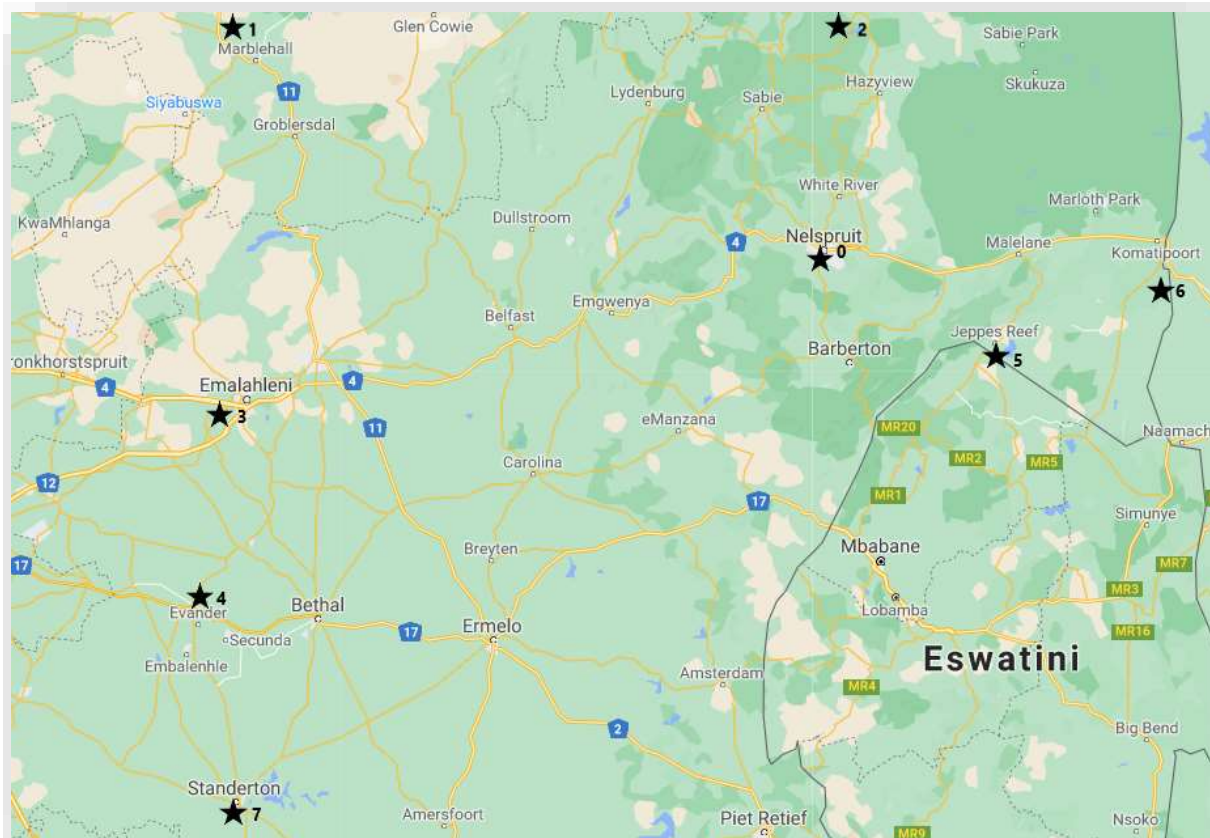 1
2
Glen Cowie
Sabie Park
Marblehall
Skukuza
Hazyview
Lydenburg
Sabie
11
Siyabuswa
Groblersdal
White River
Marloth Park
KwaMhlanga
Dullstroom
Nelspruit
4
0
Malelane
Komatipoort
6
Emgwenya
Belfast
Jeppes Reef
5
Barberton
ronkhorstspruit
4
Emalahleni
4
3
11
eManzana
MR20
Naamach
Carolina
MR2
MR5
12
17
MR1
Simunye
Breyten
Mbabane
17
MR7
MR3
4
Evander
Bethal
Lobamba
Secunda
17
Ermelo
MR16
Embalenhle
Eswatini
Amsterdam
MR4
2
Big Bend
Standerton
7
Amersfoort
Piet Retief
Nsoko
MR9